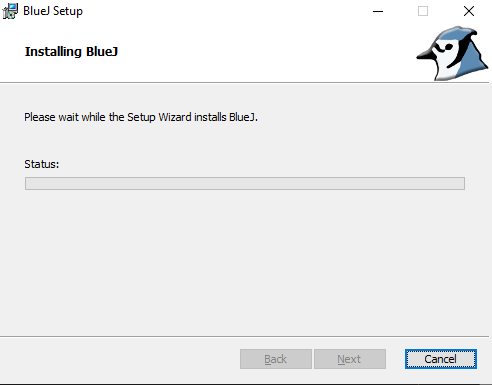 BlueJ Setup
Installing BlueJ
Please wait while the Setup Wizard installs BlueJ.
Status:
Back Next Cancel